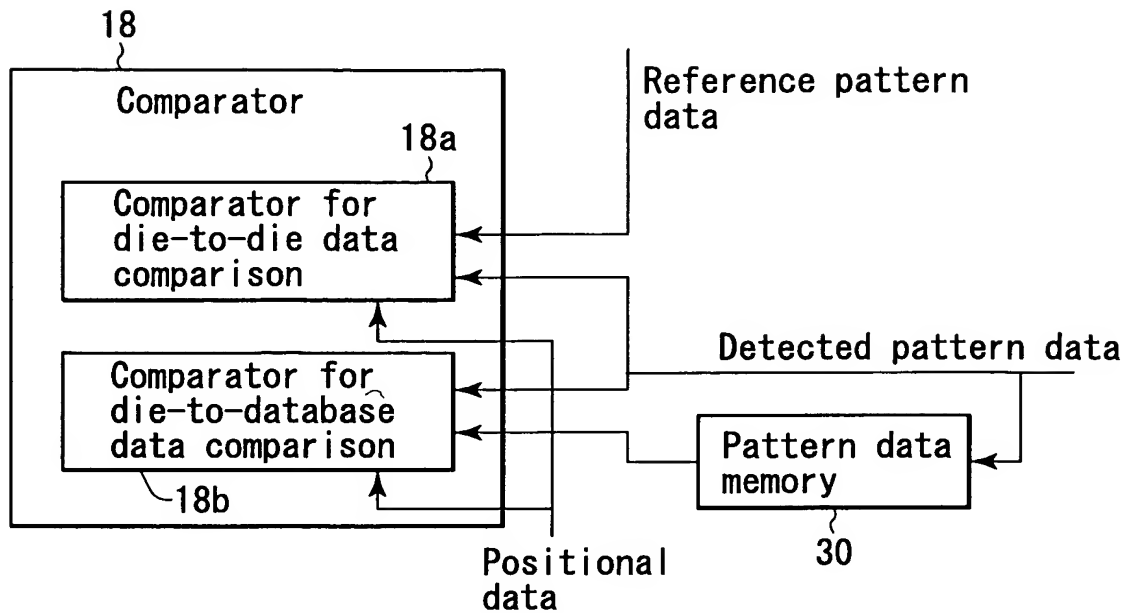 18
Comparator
18a
Comparator for
die-to-die data
comparison
Comparator for
die-to-database
data comparison
18b
Reference pattern
data
Detected pattern data
Pattern data
memory
30
Positional
data